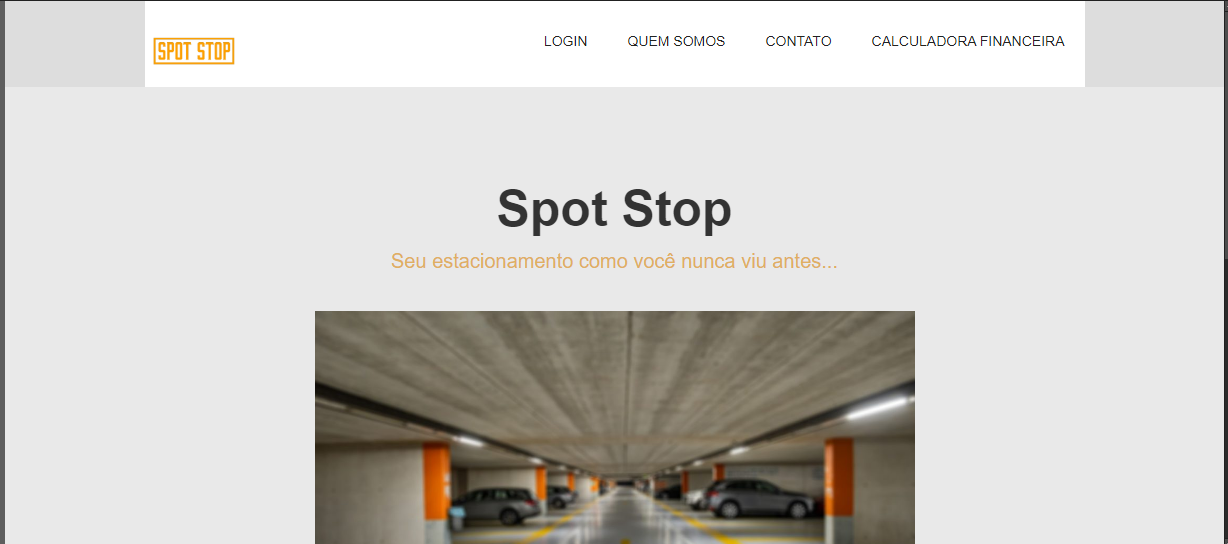 SPOT STOP
LOGIN QUEM SOMOS CONTATO CALCULADORA FINANCEIRA
Spot Stop
Seu estacionamento como você nunca viu antes...